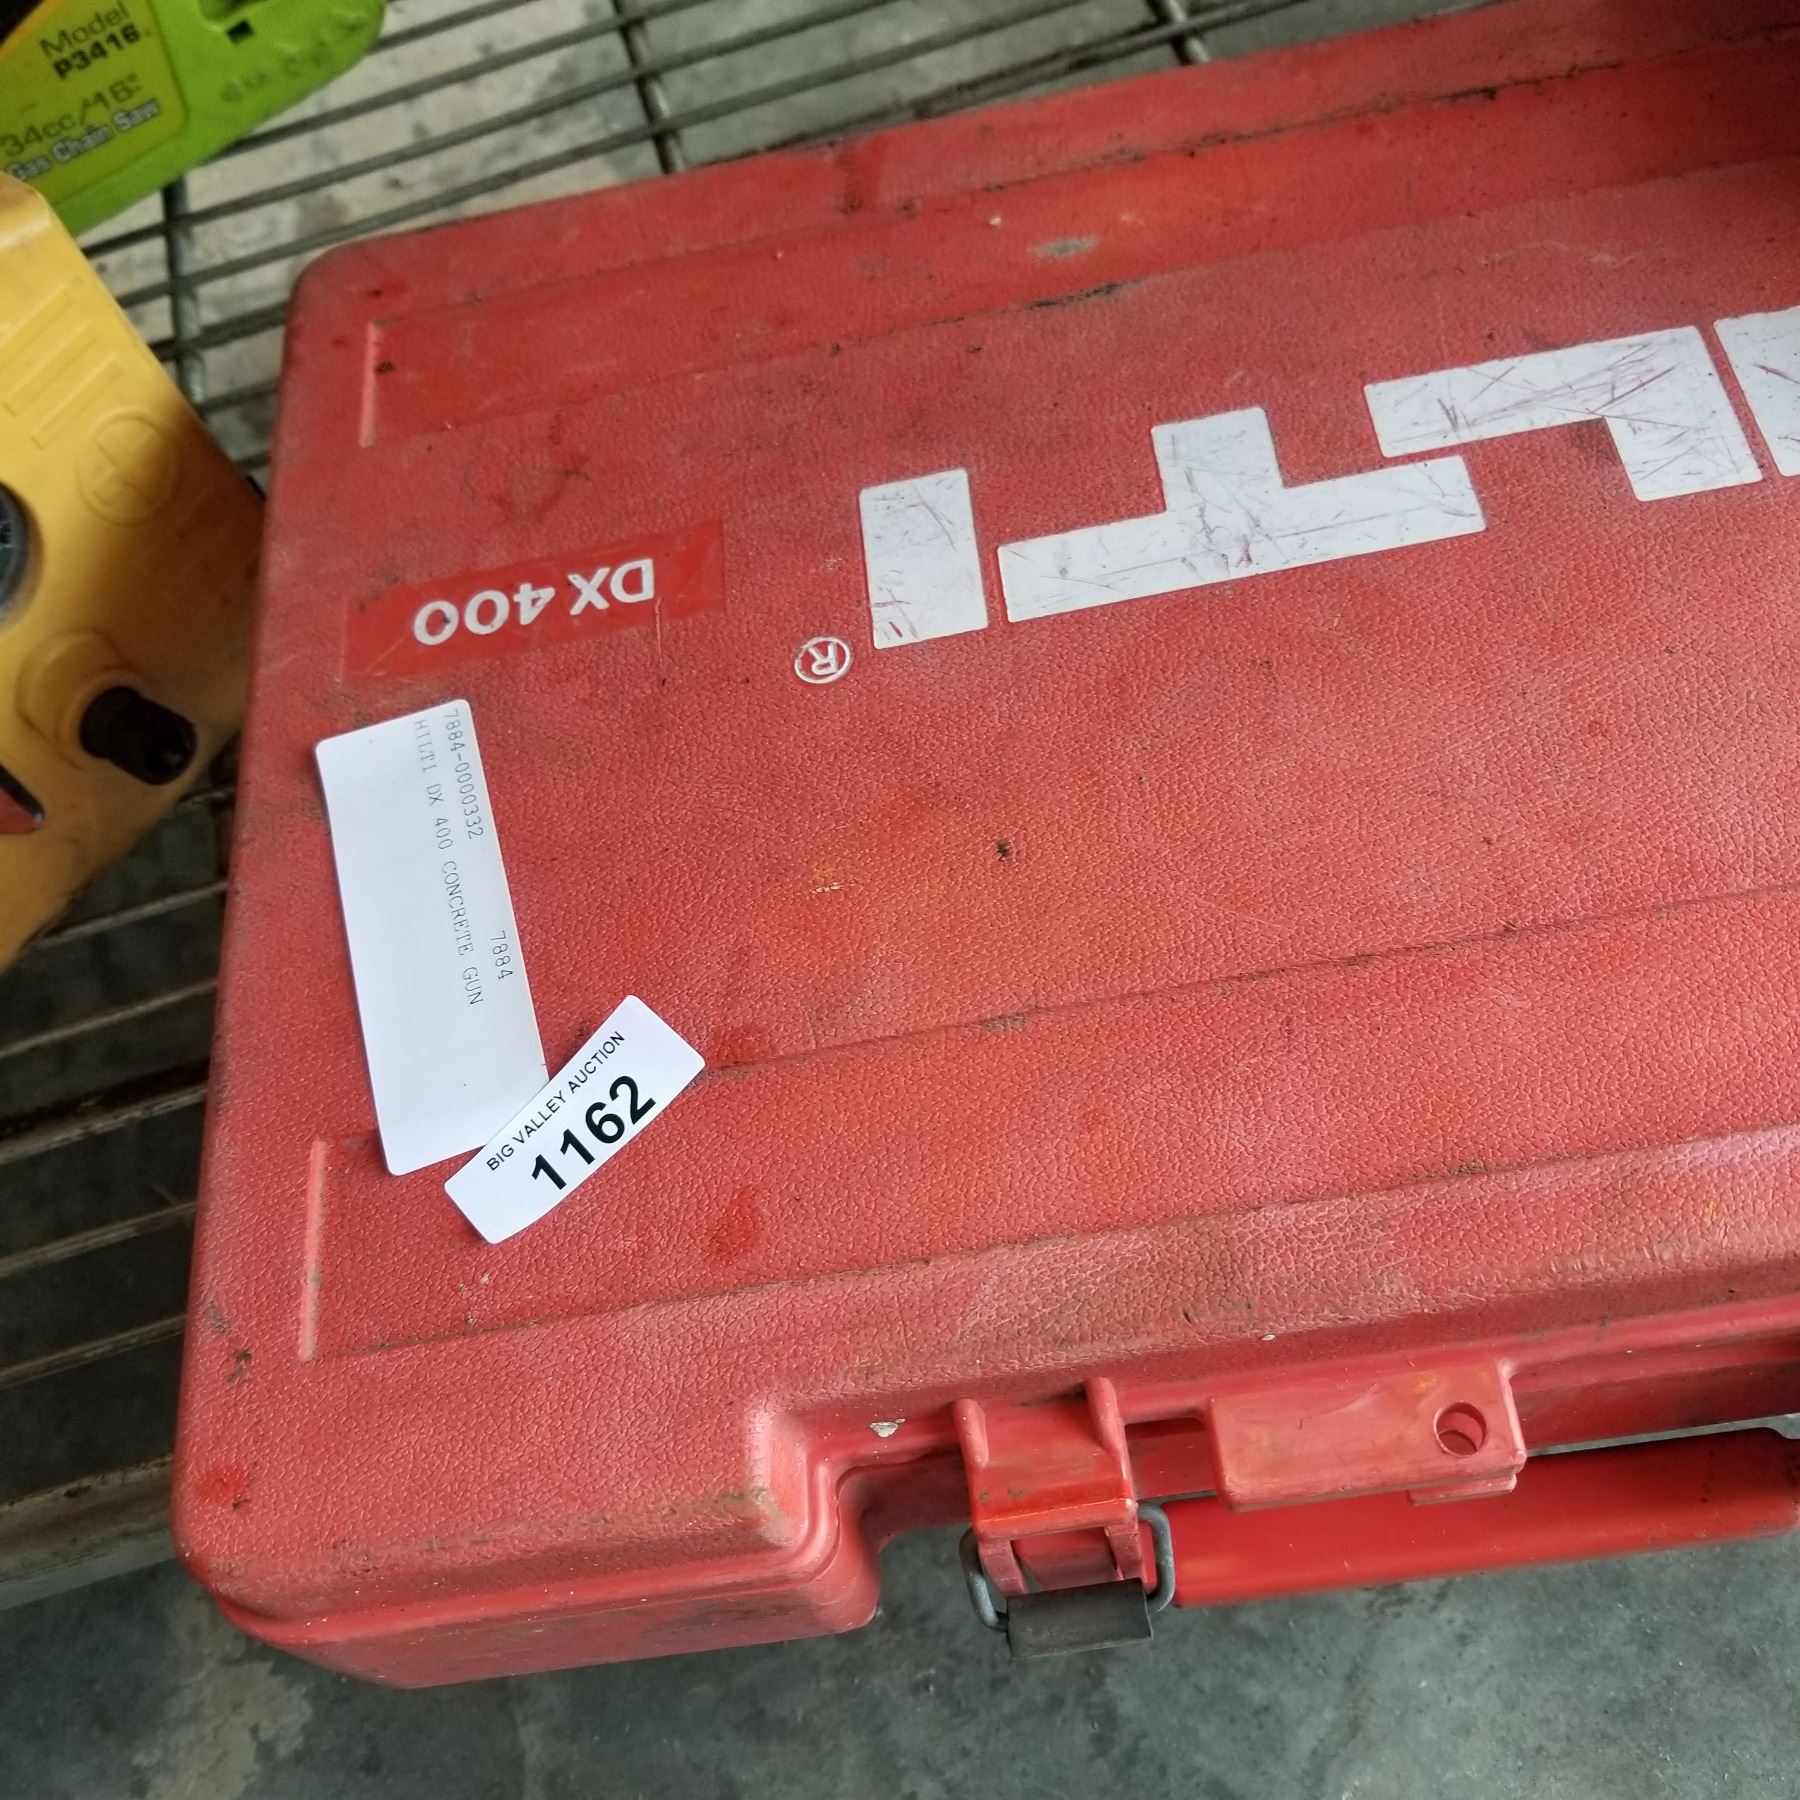 Model
P3416
34cc/16"
Gas Chain Saw
HILTI
®
DX 400
7884
7884-0000332
HILTI DX 400 CONCRETE GUN
BIG VALLEY AUCTION
1162